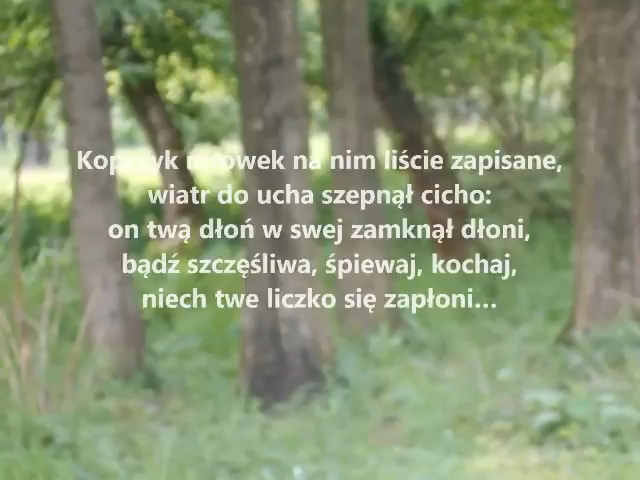 na nim liście zapisane,
wiatr do ucha szepnął cicho:
on twą dłoń w swej zamknął dłoni,
bądź szczęśliwa, śpiewaj, kochaj,
niech twe liczko się zapłoni...